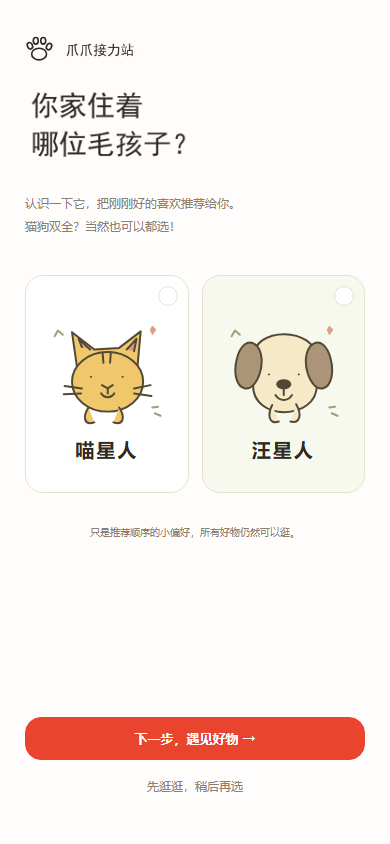 爪爪接力站
你家住着
哪位毛孩子？
认识一下它，把刚刚好的喜欢推荐给你。
猫狗双全？当然也可以都选！
喵星人
汪星人
只是推荐顺序的小偏好，所有好物仍然可以逛。
下一步，遇见好物 →
先逛逛，稍后再选